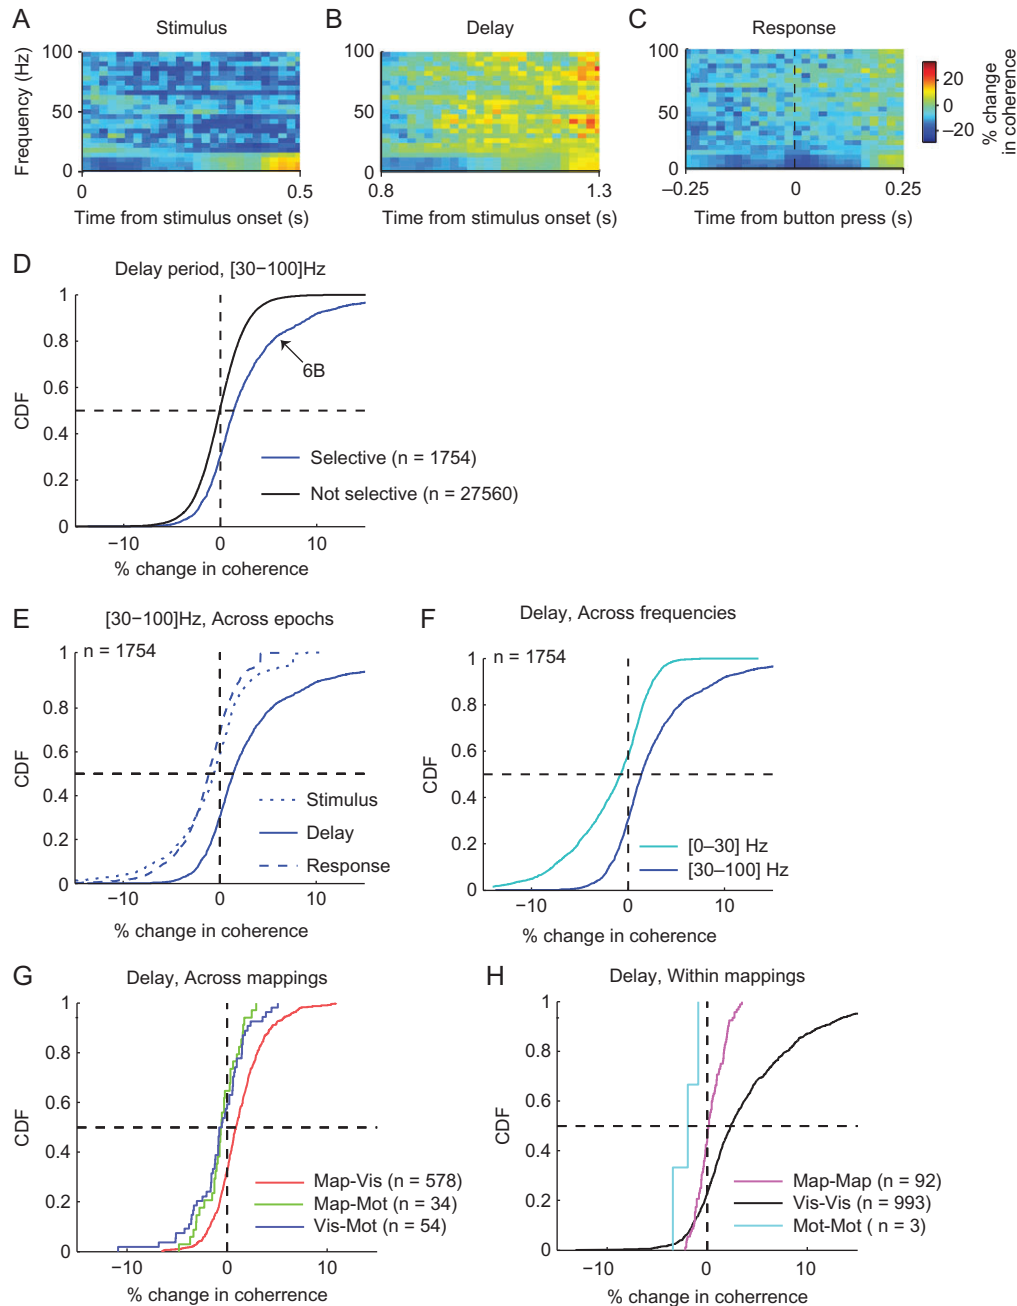 A
Stimulus
B
Delay
C
Response
Frequency (Hz)
100
50
0
0
0.5
Time from stimulus onset (s)
100
50
0
0.8
1.3
Time from stimulus onset (s)
100
50
0
−0.25
0
0.25
Time from button press (s)
20
0
−20
% change
in coherence
D
Delay period, [30−100]Hz
1
0.8
0.6
0.4
0.2
0
CDF
6B
Selective (n = 1754)
Not selective (n = 27560)
−10
0
10
% change in coherence
E
[30−100]Hz, Across epochs
n = 1754
1
0.8
0.6
0.4
0.2
0
CDF
Stimulus
Delay
Response
−10
0
10
% change in coherence
F
Delay, Across frequencies
n = 1754
1
0.8
0.6
0.4
0.2
0
CDF
[0–30] Hz
[30–100] Hz
−10
0
10
% change in coherence
G
Delay, Across mappings
1
0.8
0.6
0.4
0.2
0
CDF
Map-Vis (n = 578)
Map-Mot (n = 34)
Vis-Mot (n = 54)
−10
0
10
% change in coherrence
H
Delay, Within mappings
1
0.8
0.6
0.4
0.2
0
CDF
Map-Map (n = 92)
Vis-Vis (n = 993)
Mot-Mot ( n = 3)
−10
0
10
% change in coherence